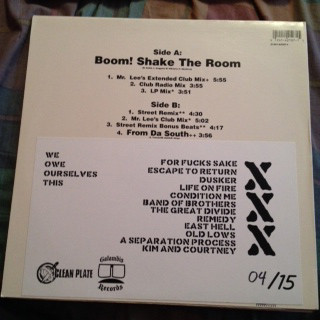 Side A:
Boom! Shake The Room
1. Mr. Lee's Extended Club Mix+ 5:55
2. Club Radio Mix 3:55
3. LP Mix* 3:51
Side B:
1. Street Remix** 4:30
2. Mr. Lee's Club Mix* 5:02
3. Street Remix Bonus Beats** 4:17
4. From Da South++ 3:56
WE
OWE
OURSELVES
THIS
FOR FUCKS SAKE
ESCAPE TO RETURN
DUSKER
LIFE ON FIRE
CONDITION ME
BAND OF BROTHERS
THE GREAT DIVIDE
REMEDY
EAST HELL
OLD LOWS
A SEPARATION PROCESS
KIM AND COURTNEY
X
X
X
CLEAN PLATE
Galumbia
Records
04/15